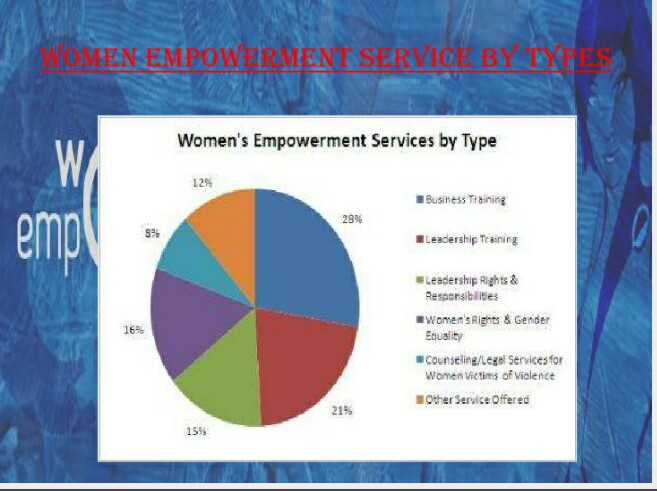 WOMEN EMPOWERMENT SERVICE BY TYPES
w
emp
Women's Empowerment Services by Type
12%
28%
8%
16%
15%
21%
Business Training
Leadership Training
Leadership Rights &
Responsibilities
Women's Rights & Gender
Equality
Counseling/Legal Services for
Women Victims of Violence
Other Service Offered